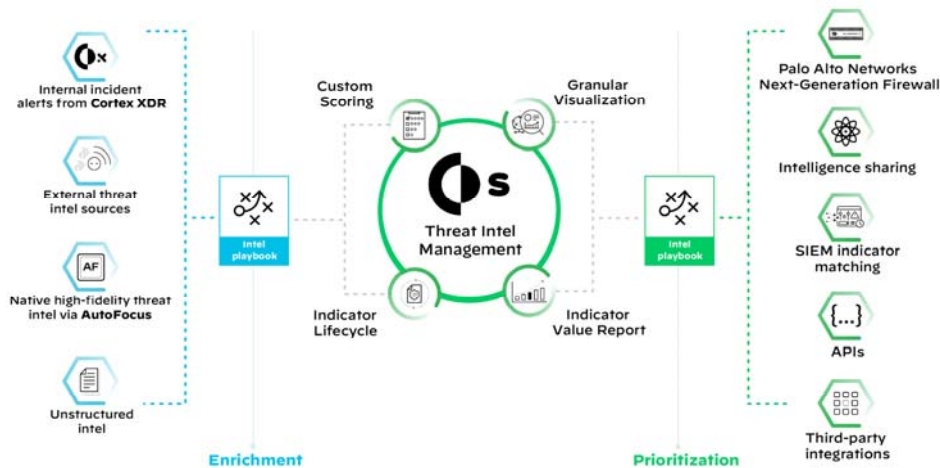 Internal incident
alerts from Cortex XDR
External threat
intel sources
AF
Native high-fidelity threat
intel via AutoFocus
Unstructured
intel
Intel
playbook
Enrichment
Custom
Scoring
Granular
Visualization
S
Threat Intel
Management
Indicator
Lifecycle
Indicator
Value Report
Intel
playbook
Prioritization
Palo Alto Networks
Next-Generation Firewall
Intelligence sharing
SIEM indicator
matching
{...}
APIs
Third-party
integrations